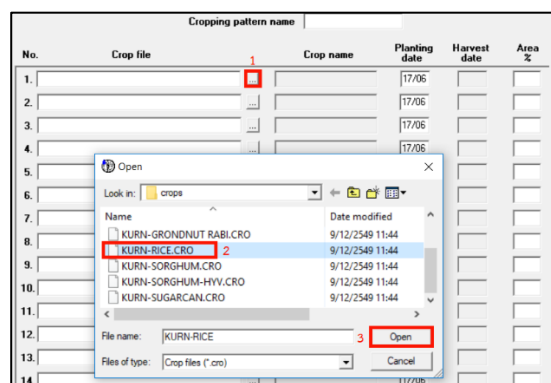 Cropping pattern name
No. Crop file 1 Crop name Planting date Harvest date Area %
1. ... 17/06
2. ... 17/06
3. ... 17/06
4. ... 17/06
5.
6.
7.
8.
9.
10.
11.
12.
13.
14
Open
Look in: crops
Name Date modified
KURN-GRONDNUT RABI.CRO 9/12/2549 11:44
KURN-RICE.CRO 2 9/12/2549 11:44
KURN-SORGHUM.CRO 9/12/2549 11:44
KURN-SORGHUM-HYV.CRO 9/12/2549 11:44
KURN-SUGARCAN.CRO 9/12/2549 11:44
File name: KURN-RICE 3 Open
Files of type: Crop files (*.cro) Cancel